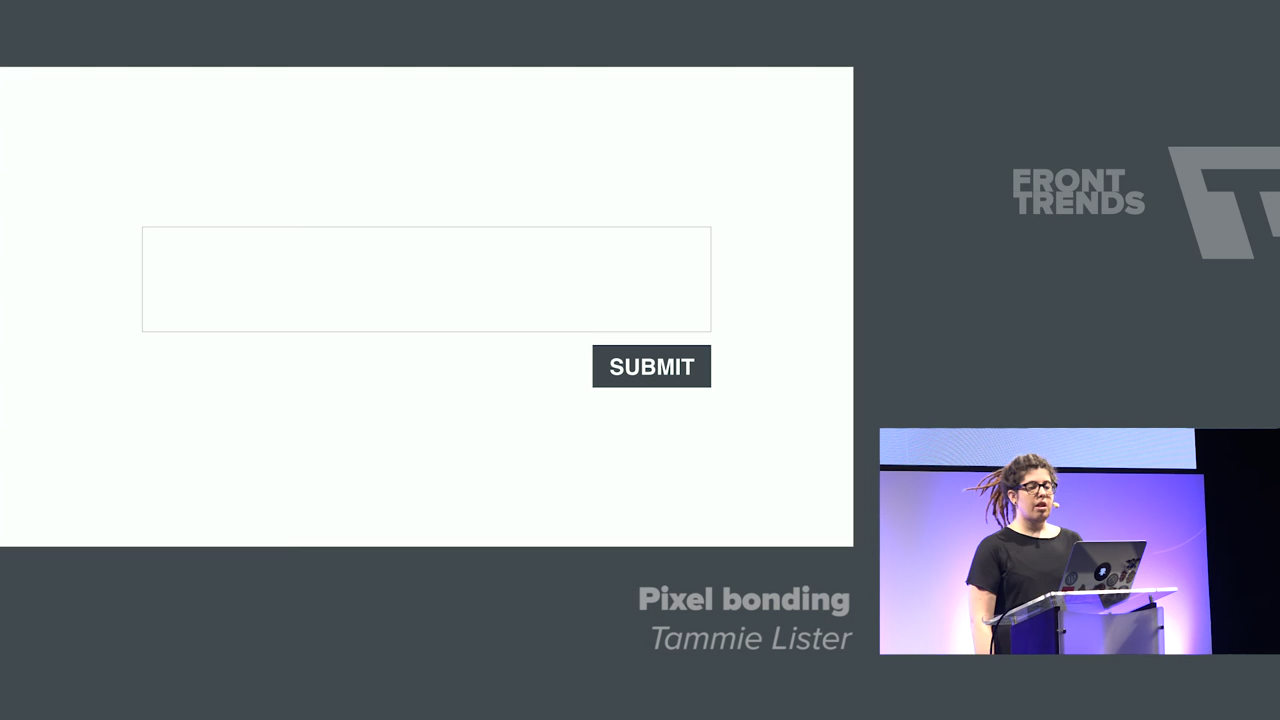 FRONT
TRENDS
SUBMIT
Pixel bonding
Tammie Lister